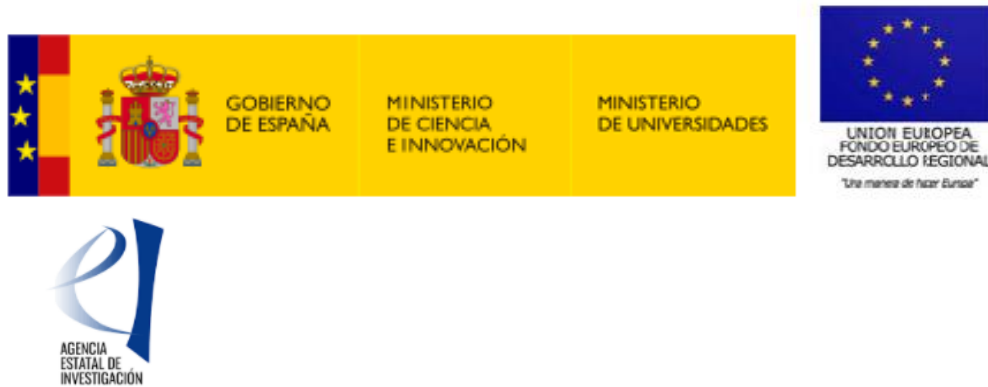 GOBIERNO
DE ESPAÑA
MINISTERIO
DE CIENCIA
E INNOVACIÓN
MINISTERIO
DE UNIVERSIDADES
UNION EUROPEA
FONDO EUROPEO DE
DESARROLLO REGIONAL
"Una manera de hacer Europa"
AGENCIA
ESTATAL DE
INVESTIGACIÓN